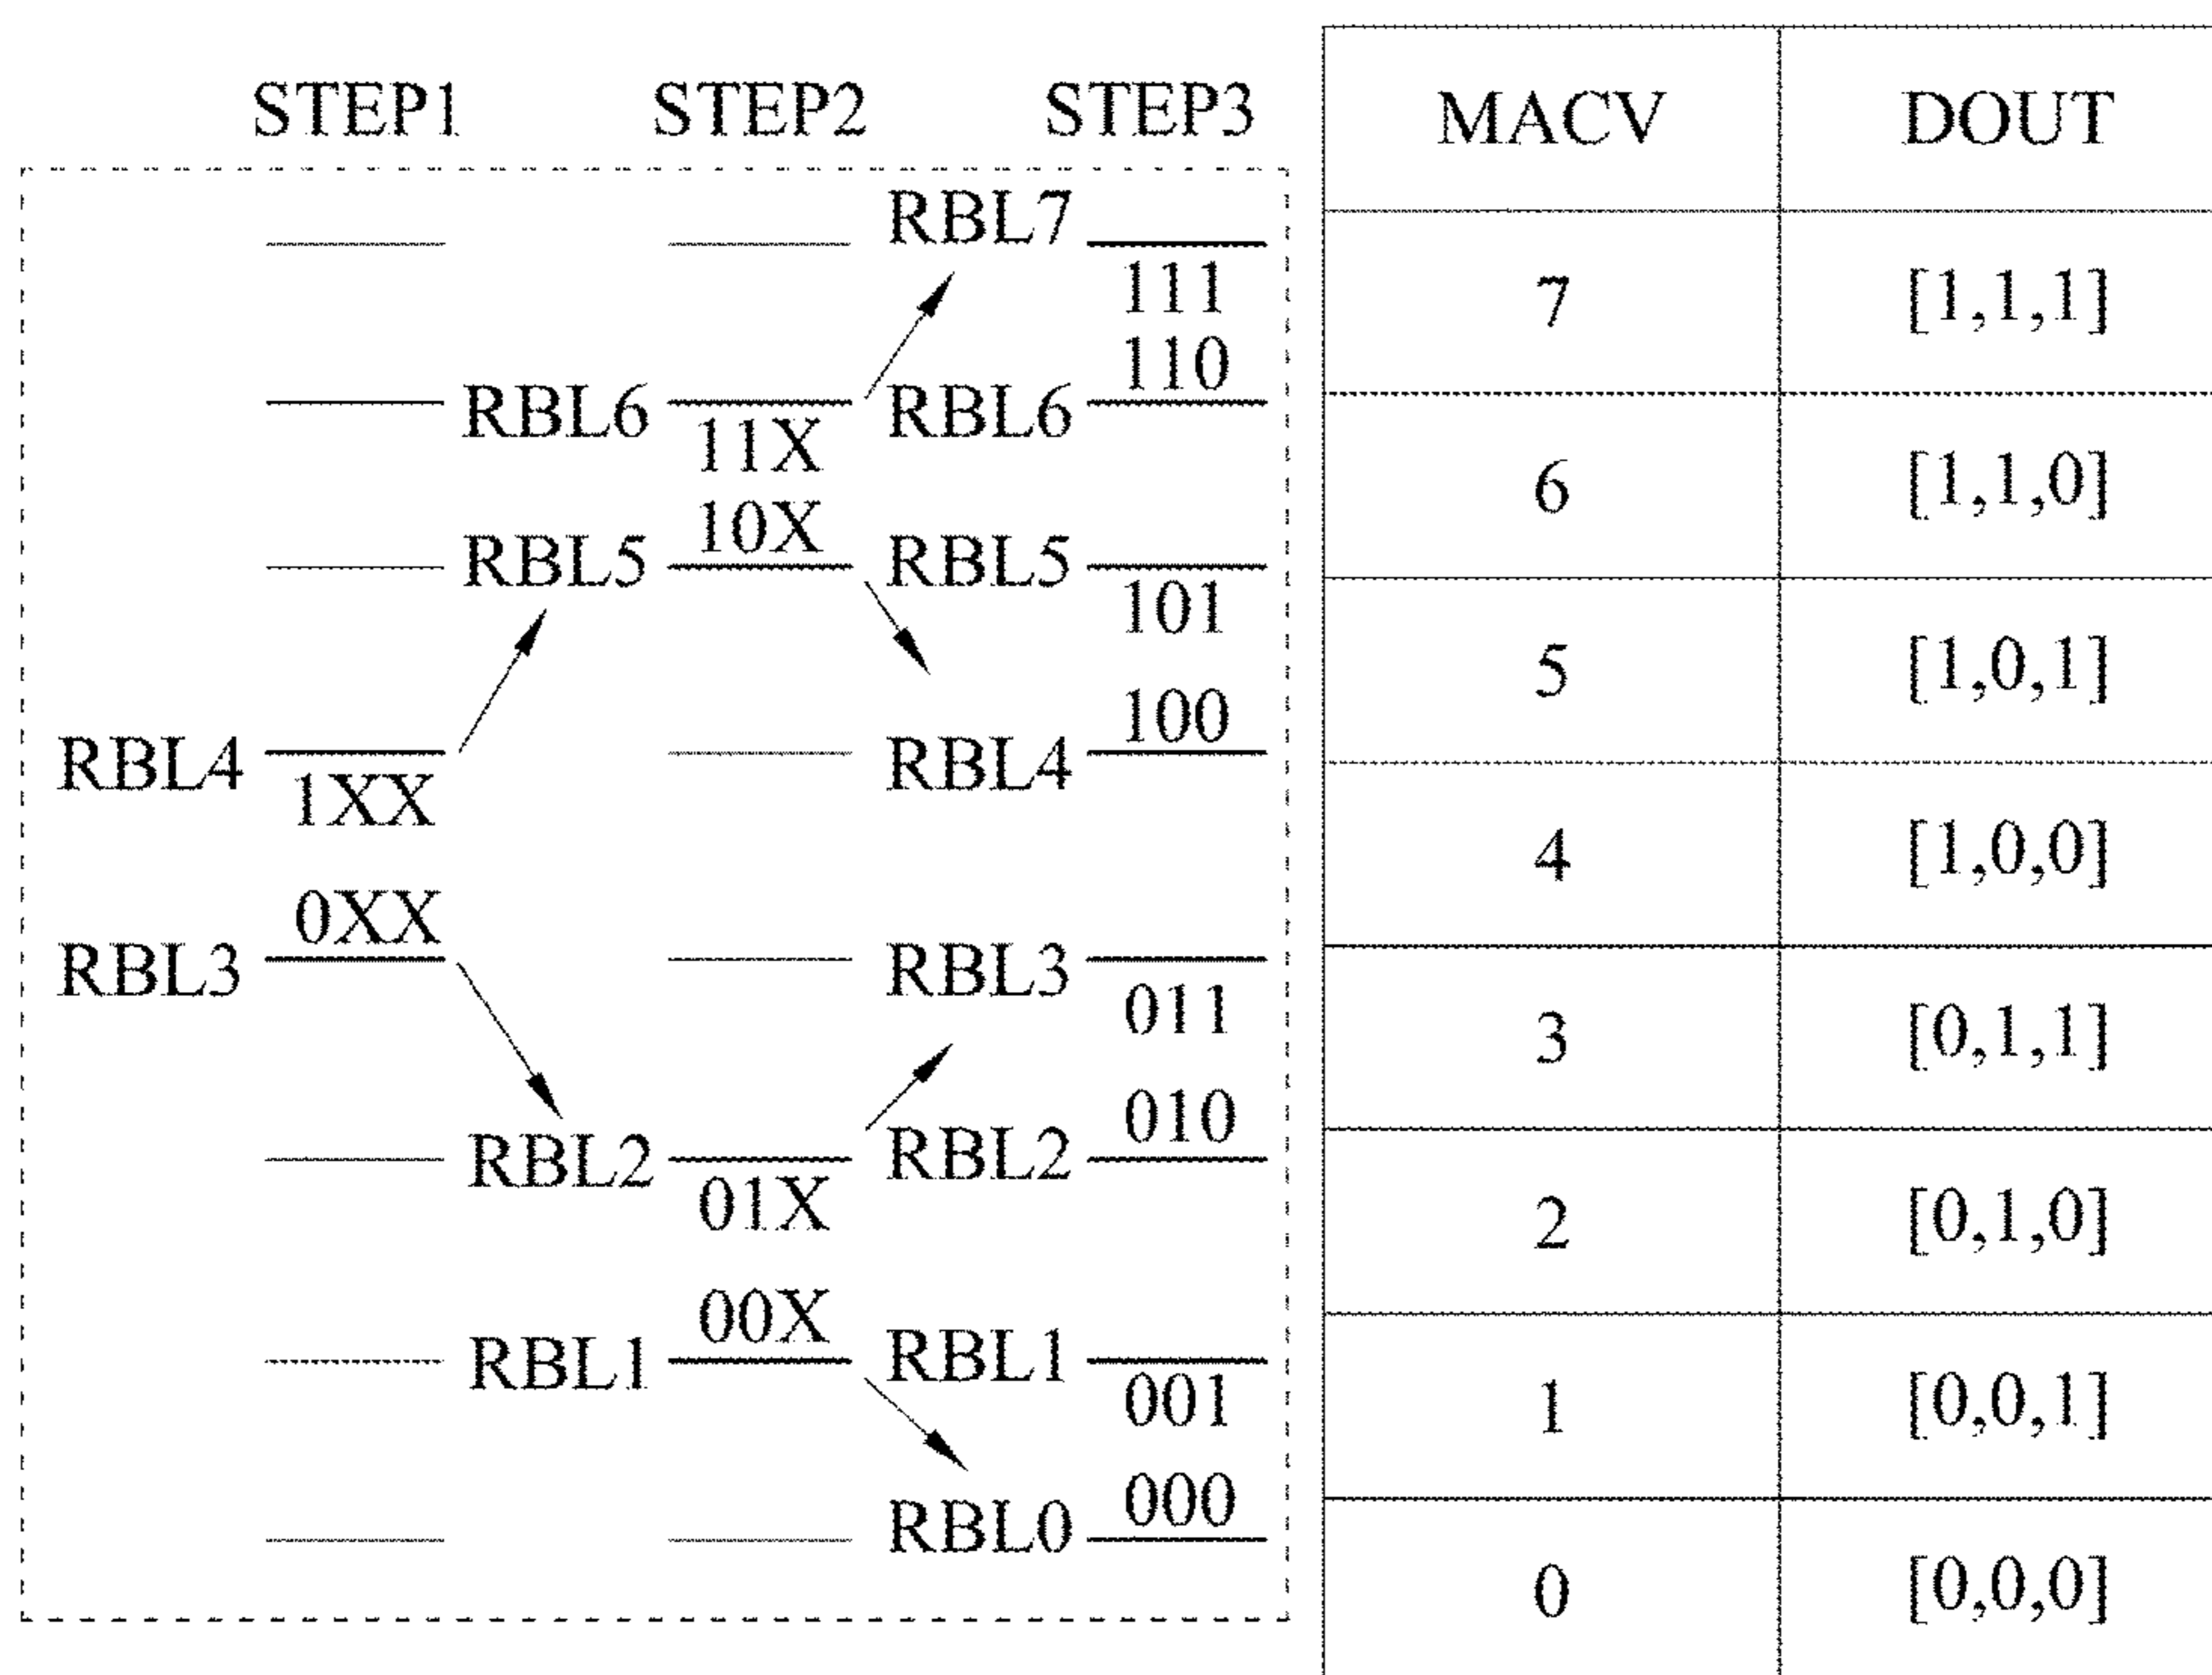 STEP1 STEP2 STEP3 MACV DOUT
RBL7
111
7 [1,1,1]
110
RBL6 RBL6
11X
6 [1,1,0]
10X
RBL5 RBL5
101
5 [1,0,1]
100
RBL4 RBL4
1XX
4 [1,0,0]
0XX
RBL3 RBL3
011
3 [0,1,1]
010
RBL2 RBL2
01X
2 [0,1,0]
00X
RBL1 RBL1
001
1 [0,0,1]
000
RBL0
0 [0,0,0]